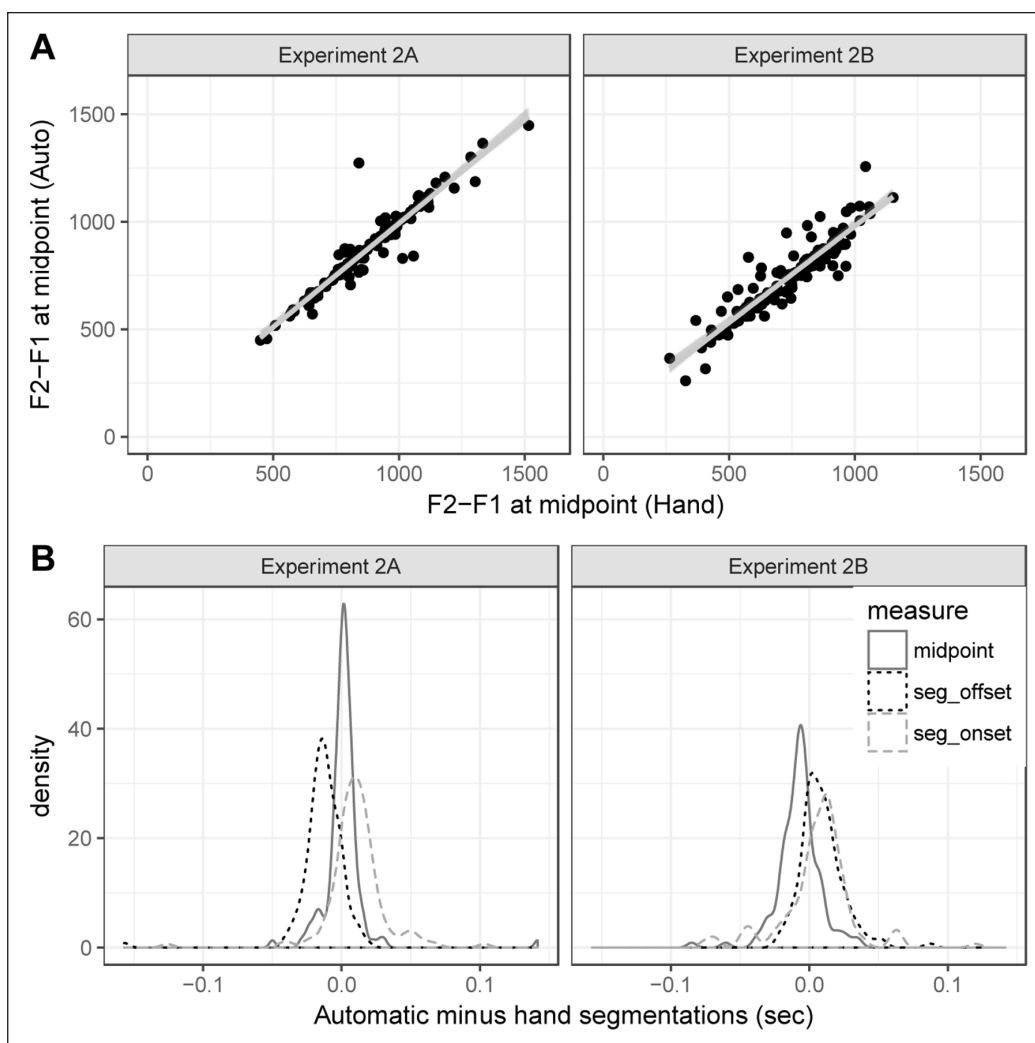 A
Experiment 2A
Experiment 2B
F2−F1 at midpoint (Auto)
1500
1000
500
0
0 500 1000 1500
0 500 1000 1500
F2−F1 at midpoint (Hand)
B
Experiment 2A
Experiment 2B
density
60
40
20
0
measure
midpoint
seg_offset
seg_onset
−0.1 0.0 0.1
−0.1 0.0 0.1
Automatic minus hand segmentations (sec)